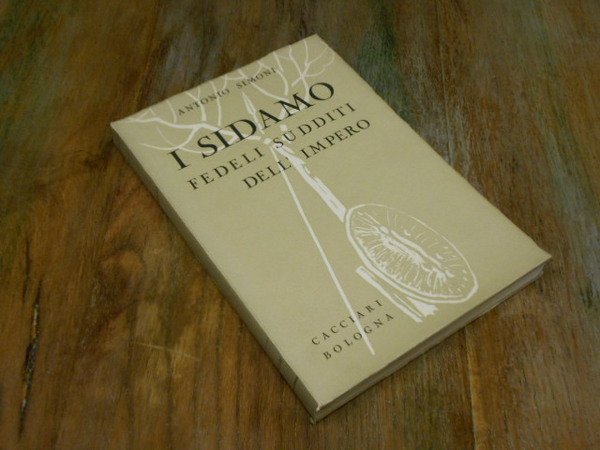 ANTONIO SIMONI
I SIDAMO
FEDELI SUDDITI
DELL'IMPERO
CACCIARI
BOLOGNA